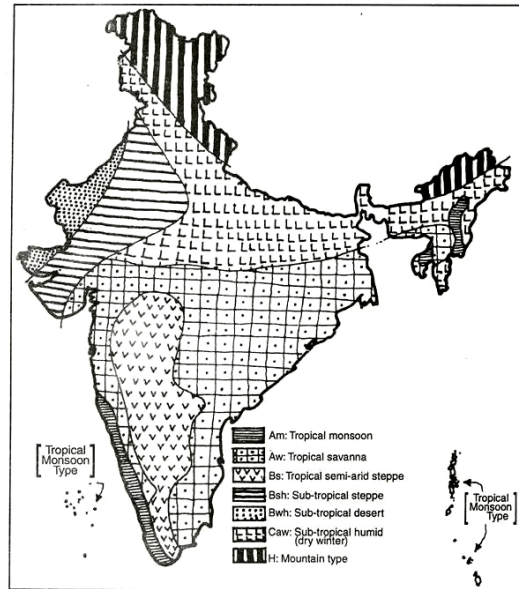 Am: Tropical monsoon
Aw: Tropical savanna
Bs: Tropical semi-arid steppe
Bsh: Sub-tropical steppe
Bwh: Sub-tropical desert
Caw: Sub-tropical humid
(dry winter)
H: Mountain type
Tropical
Monsoon
Type
Tropical
Monsoon
Type